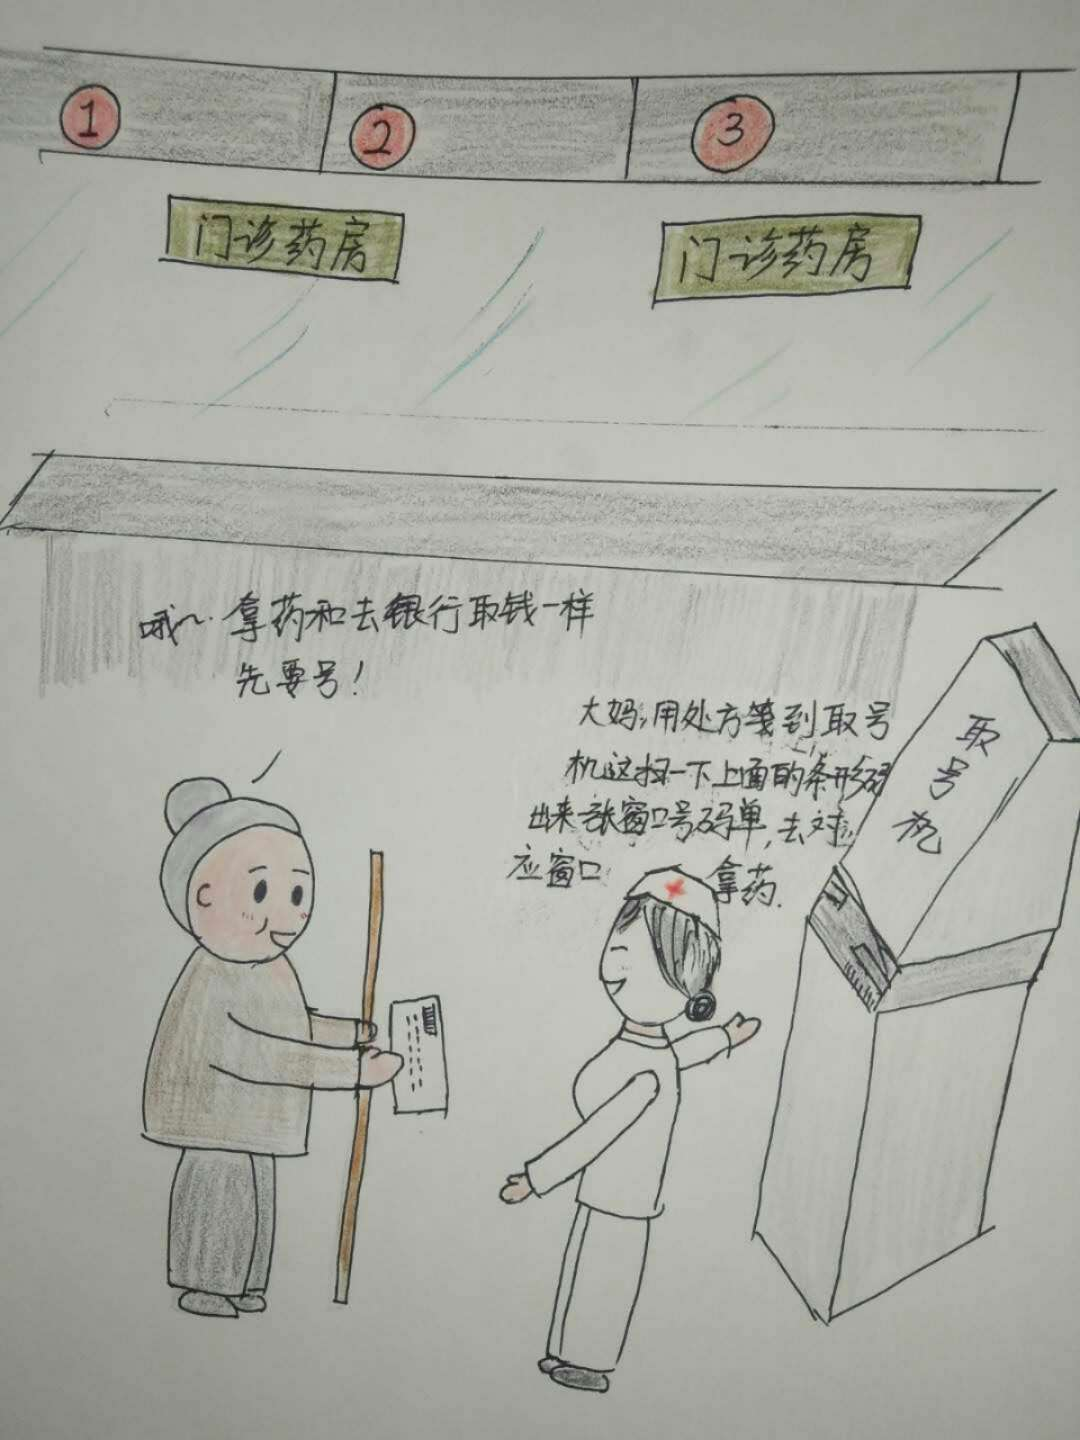 1
2
3
门诊药房
门诊药房
哦~. 拿药和去银行取钱一样
先要号!
大妈,用处方笺到取号
机这扫一下上面的条形码
出来张窗口号码单,去对
应窗口 拿药.
取号机